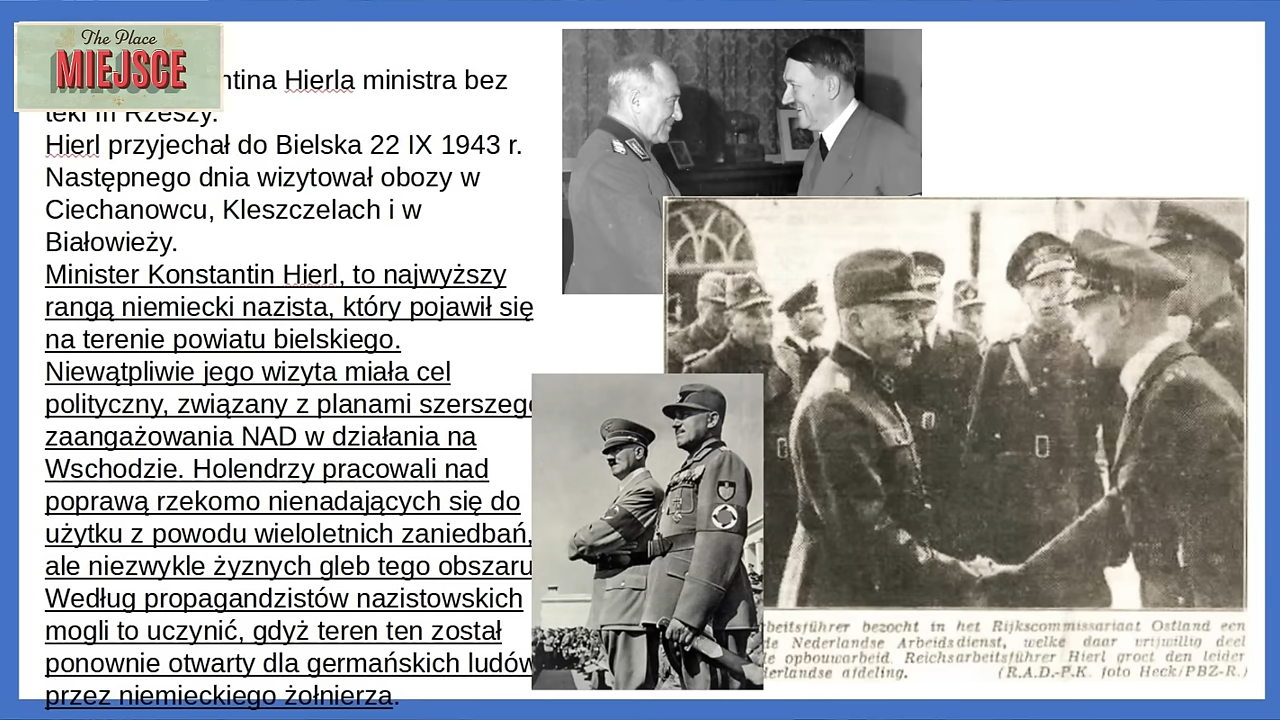 The Place
MIEJSCE
ntina Hierla ministra bez
teki III Rzeszy.
Hierl przyjechał do Bielska 22 IX 1943 r.
Następnego dnia wizytował obozy w
Ciechanowcu, Kleszczelach i w
Białowieży.
Minister Konstantin Hierl, to najwyższy
rangą niemiecki nazista, który pojawił się
na terenie powiatu bielskiego.
Niewątpliwie jego wizyta miała cel
polityczny, związany z planami szerszego
zaangażowania NAD w działania na
Wschodzie. Holendrzy pracowali nad
poprawą rzekomo nienadających się do
użytku z powodu wieloletnich zaniedbań,
ale niezwykle żyznych gleb tego obszaru
Według propagandzistów nazistowskich
mogli to uczynić, gdyż teren ten został
ponownie otwarty dla germańskich ludów
przez niemieckiego żołnierza.
beitsführer bezocht in het Rijkscommissariaat Ostland een
de Nederlandse Arbeidsdienst, welke daar vrijwillig deel
e opbouwarbeid. Reichsarbeitsführer Hierl groet den leider
erlandse afdeling. (R.A.D.-P.K. foto Heck/PBZ-R.)